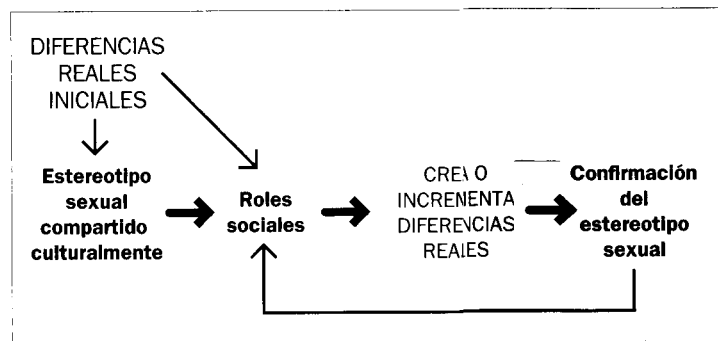 DIFERENCIAS
REALES
INICIALES
Estereotipo
sexual
compartido
culturalmente
Roles
sociales
CREA O
INCREMENTA
DIFERENCIAS
REALES
Confirmación
del
estereotipo
sexual